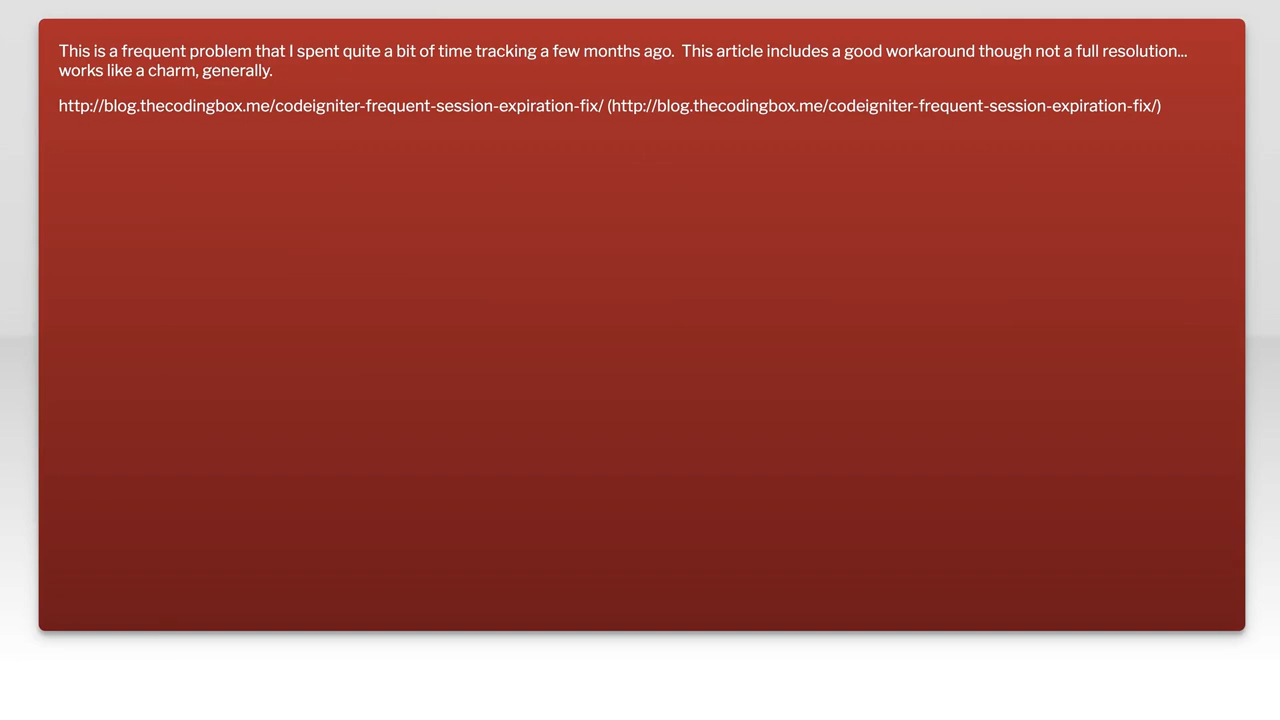 This is a frequent problem that I spent quite a bit of time tracking a few months ago.  This article includes a good workaround though not a full resolution...
works like a charm, generally.
http://blog.thecodingbox.me/codeigniter-frequent-session-expiration-fix/ (http://blog.thecodingbox.me/codeigniter-frequent-session-expiration-fix/)